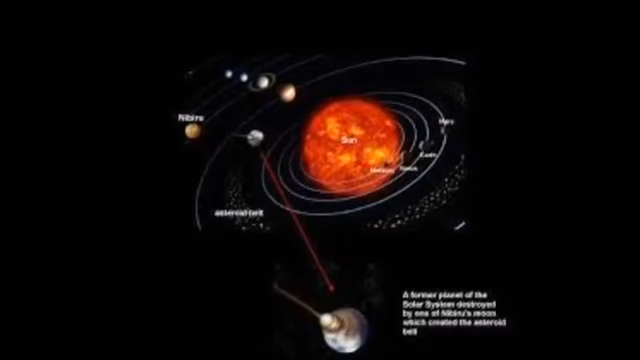 Nibiru
Sun
Mars
Earth
Venus
Mercury
asteroid belt
A former planet of the
Solar System destroyed
by one of Nibiru's moon
which created the asteroid
belt